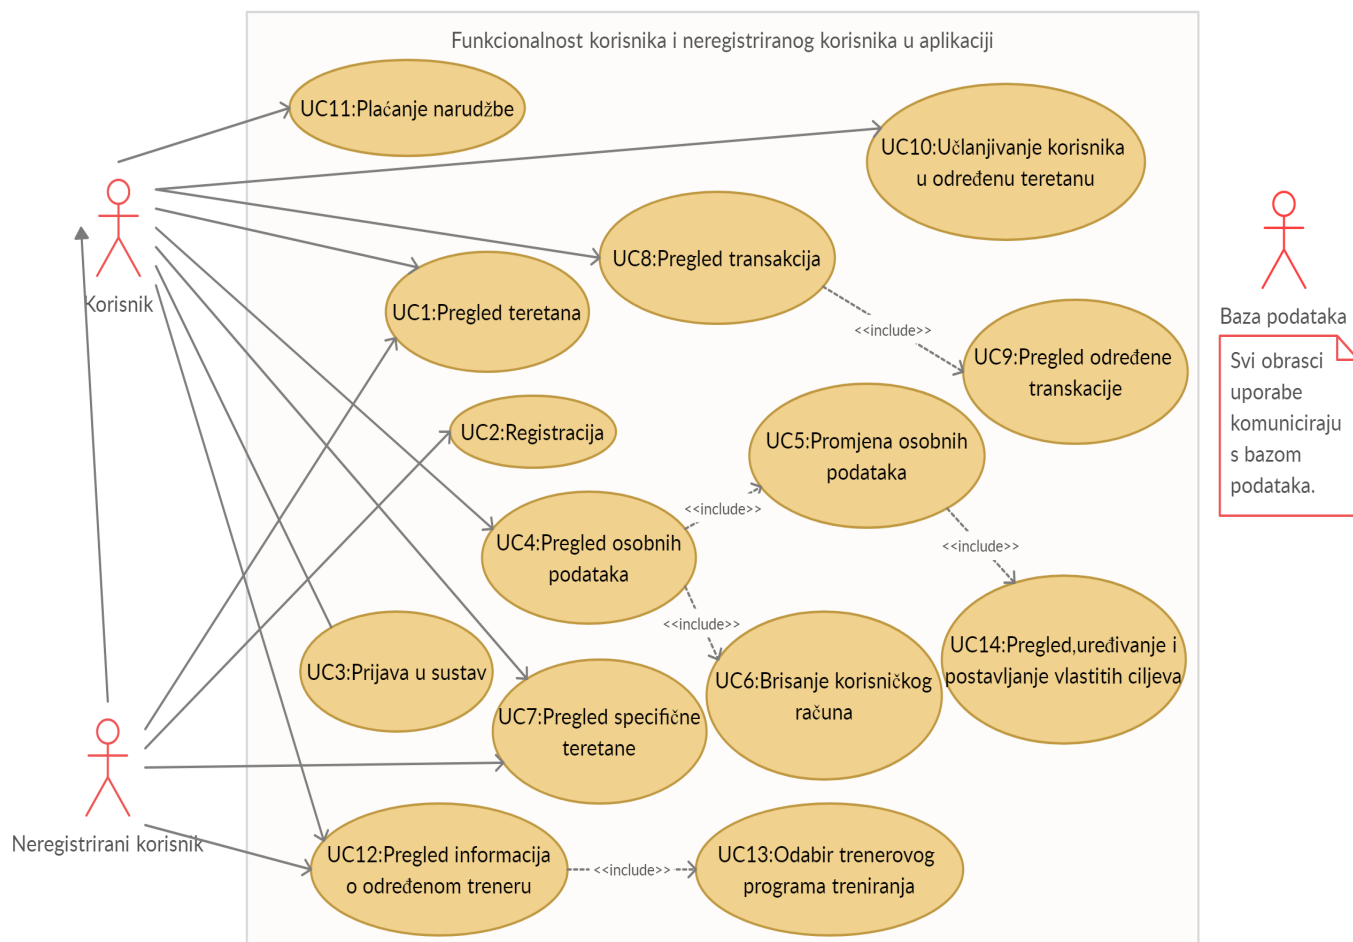 Funkcionalnost korisnika i neregistriranog korisnika u aplikaciji
UC11:Plaćanje narudžbe
UC10:Učlanjivanje korisnika
u određenu teretanu
UC8:Pregled transakcija
Korisnik
UC1:Pregled teretana
<<include>>
Baza podataka
UC9:Pregled određene
transkacije
Svi obrasci
uporabe
komuniciraju
s bazom
podataka.
UC2:Registracija
UC5:Promjena osobnih
podataka
<<include>>
UC4:Pregled osobnih
podataka
<<include>>
<<include>>
UC3:Prijava u sustav
UC14:Pregled,uređivanje i
postavljanje vlastitih ciljeva
UC6:Brisanje korisničkog
računa
UC7:Pregled specifične
teretane
Neregistrirani korisnik
UC12:Pregled informacija
o određenom treneru
<<include>>
UC13:Odabir trenerovog
programa treniranja